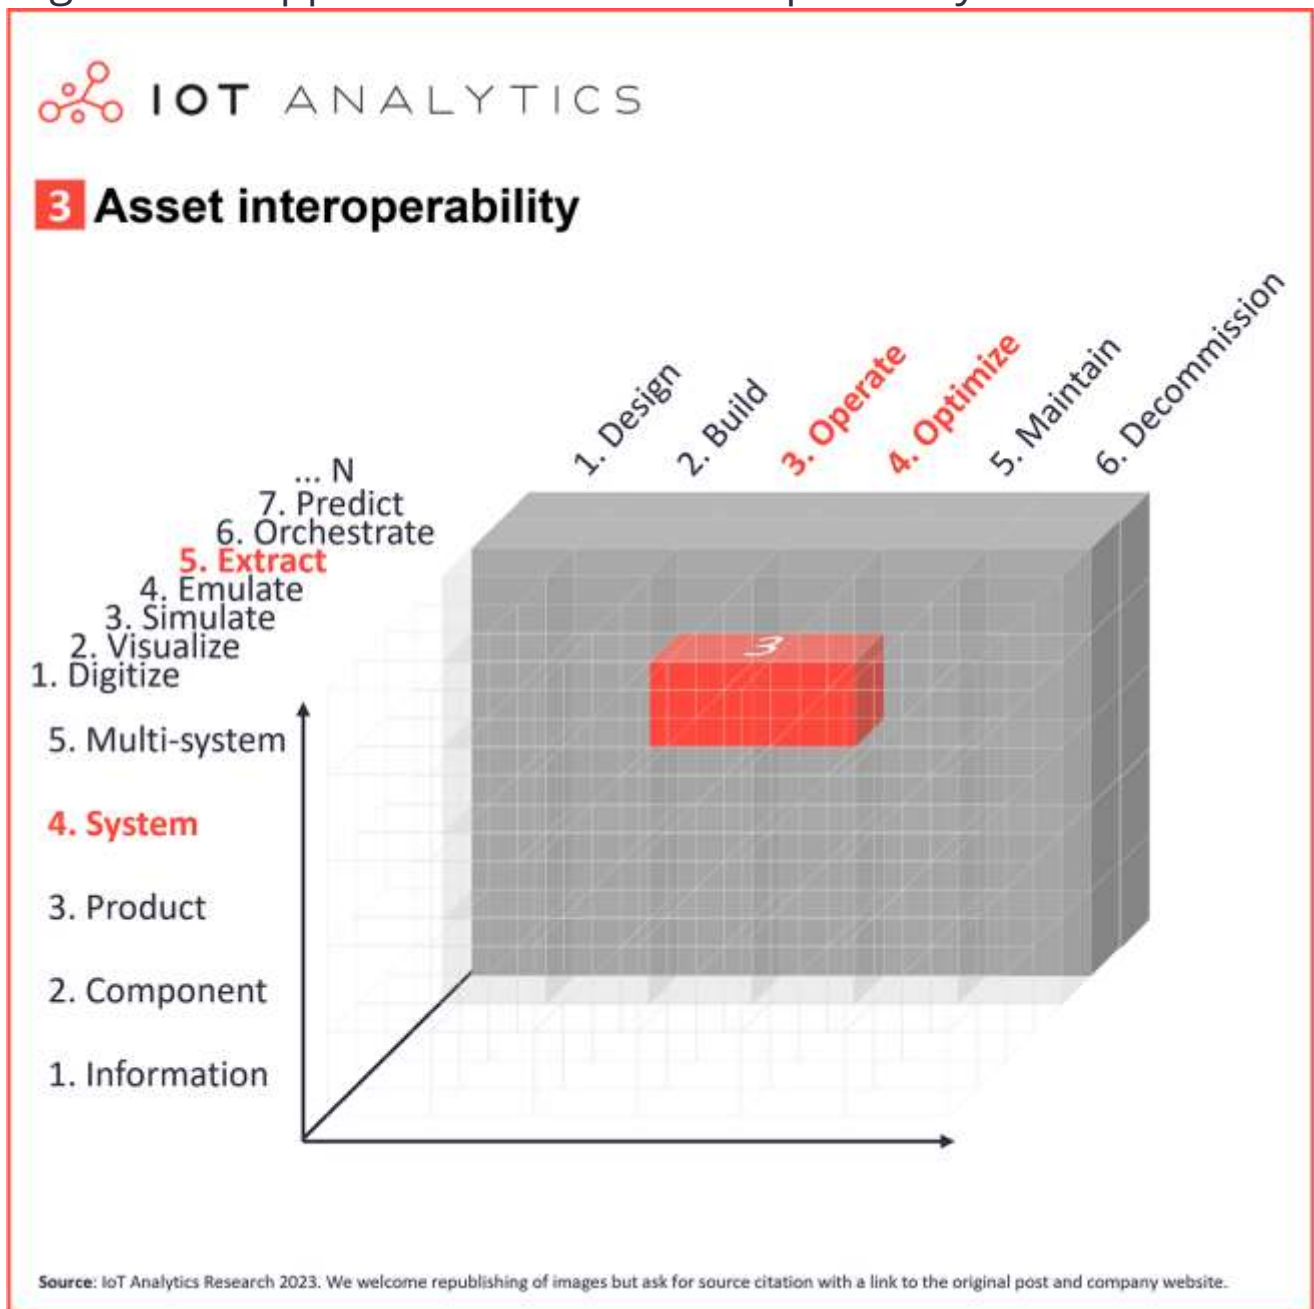 IOT ANALYTICS
3 Asset interoperability
1. Design
2. Build
3. Operate
4. Optimize
5. Maintain
6. Decommission
... N
7. Predict
6. Orchestrate
5. Extract
4. Emulate
3. Simulate
2. Visualize
1. Digitize
3
5. Multi-system
4. System
3. Product
2. Component
1. Information
Source: IoT Analytics Research 2023. We welcome republishing of images but ask for source citation with a link to the original post and company website.